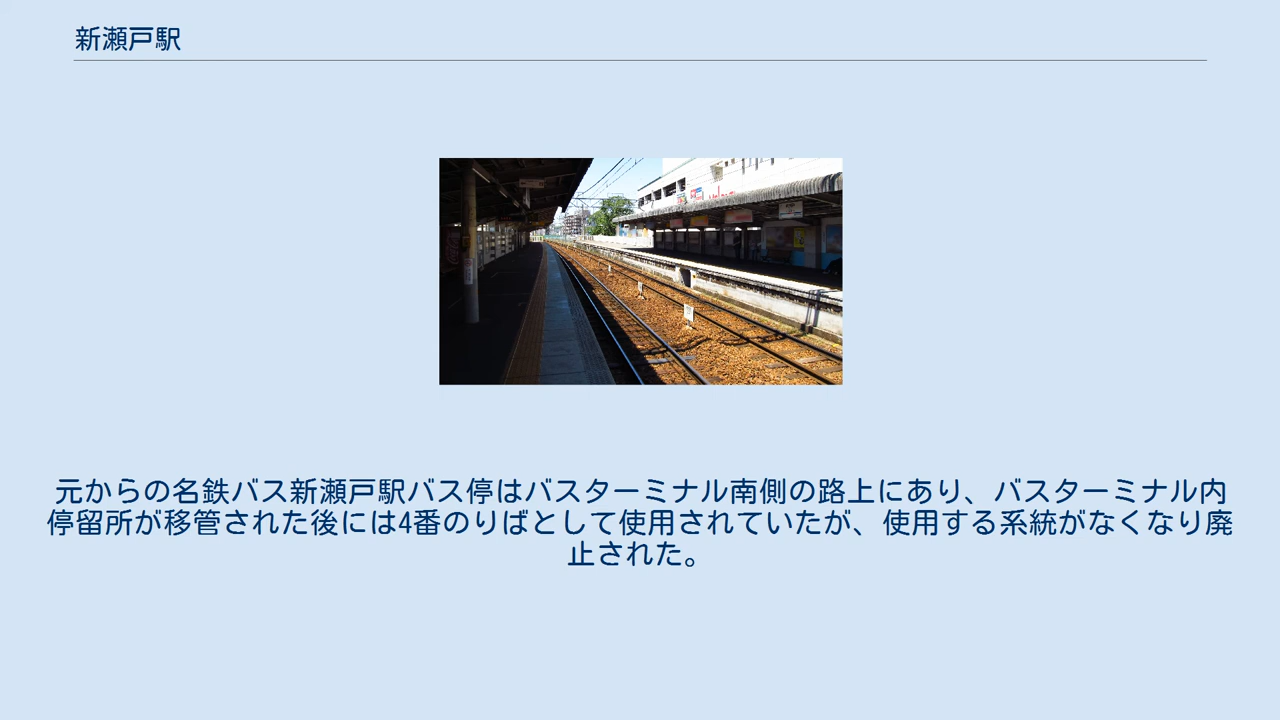 新瀬戸駅
元からの名鉄バス新瀬戸駅バス停はバスターミナル南側の路上にあり、バスターミナル内
停留所が移管された後には4番のりばとして使用されていたが、使用する系統がなくなり廃
止された。